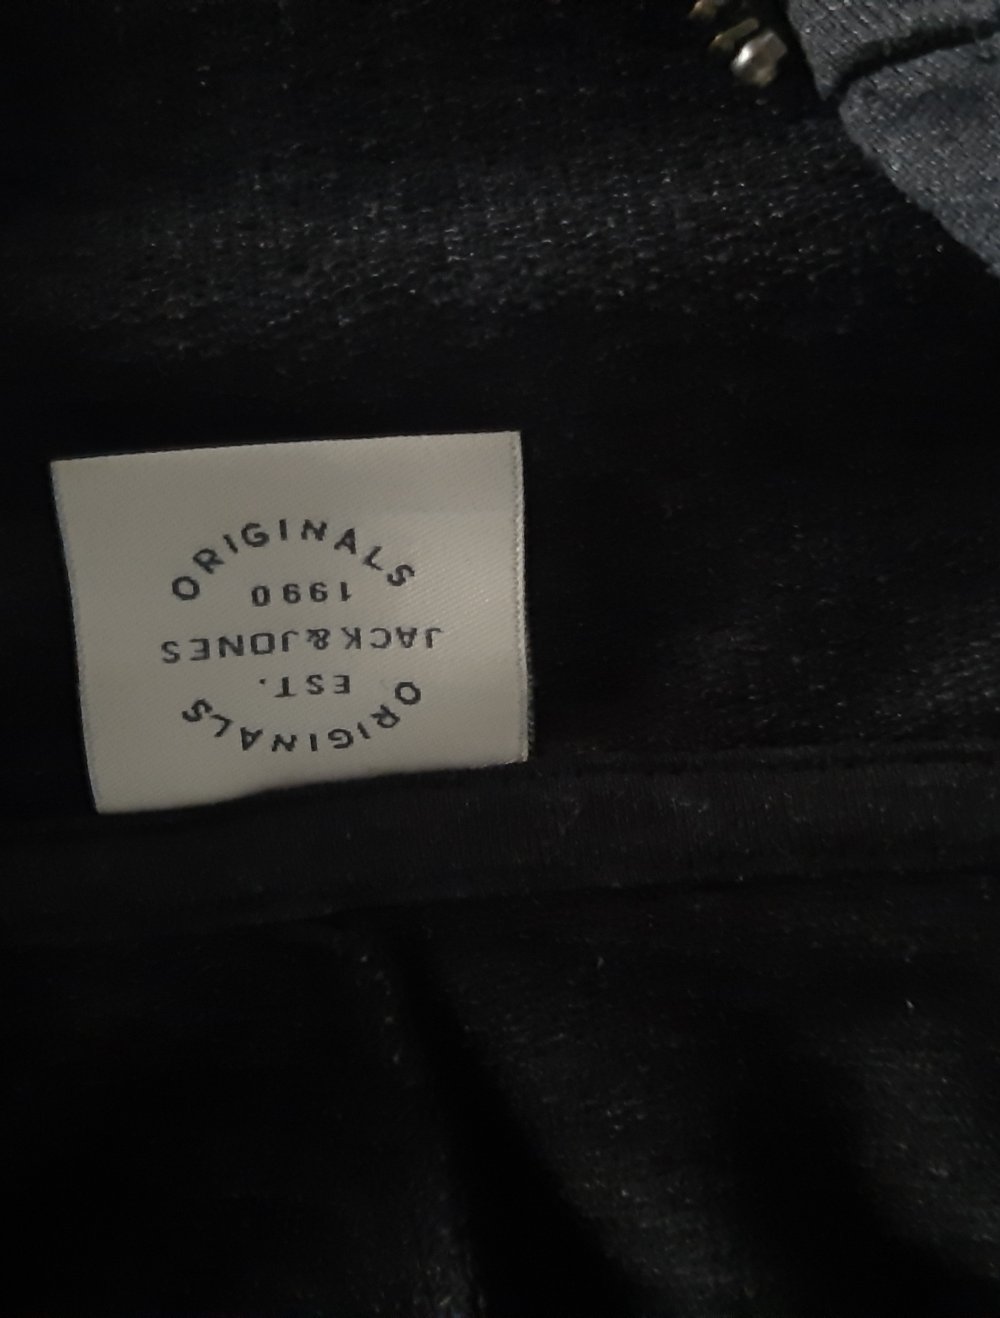 ORIGINALS
EST.
JACK&JONES
1990
ORIGINALS